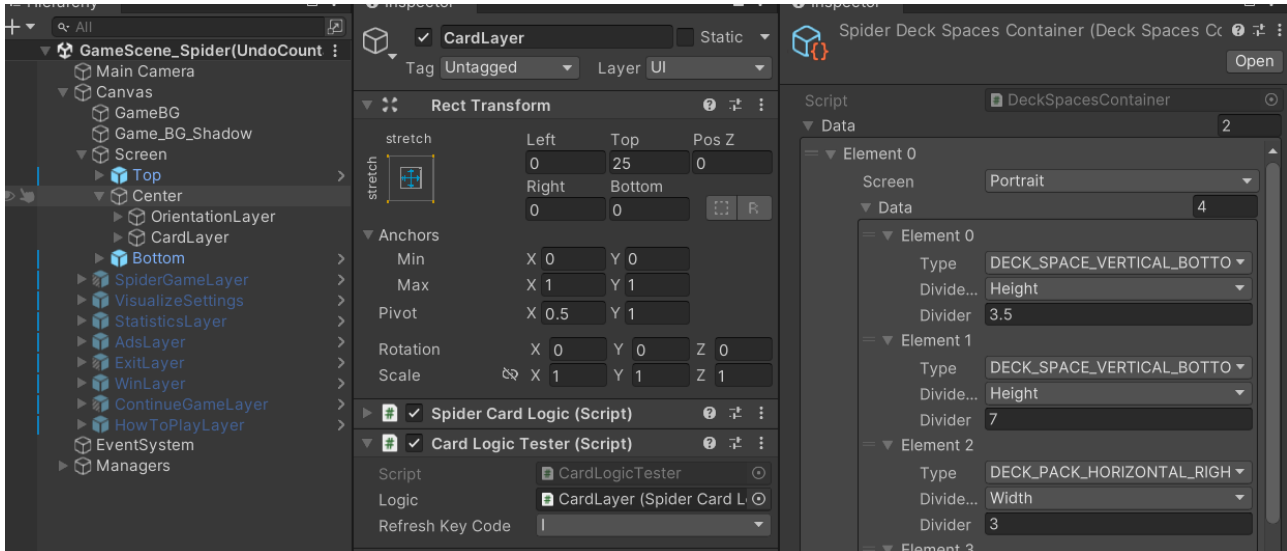 Hierarchy
All
GameScene_Spider(UndoCount
Main Camera
Canvas
GameBG
Game_BG_Shadow
Screen
Top
Center
OrientationLayer
CardLayer
Bottom
SpiderGameLayer
VisualizeSettings
StatisticsLayer
AdsLayer
ExitLayer
WinLayer
ContinueGameLayer
HowToPlayLayer
EventSystem
Managers
Inspector
CardLayer Static
Tag Untagged Layer UI
Rect Transform
stretch Left Top Pos Z
stretch 0 25 0
Right Bottom
0 0 R
Anchors
Min X 0 Y 0
Max X 1 Y 1
Pivot X 0.5 Y 1
Rotation X 0 Y 0 Z 0
Scale X 1 Y 1 Z 1
# Spider Card Logic (Script)
# Card Logic Tester (Script)
Script # CardLogicTester
Logic # CardLayer (Spider Card L
Refresh Key Code I
Inspector
Spider Deck Spaces Container (Deck Spaces Cc
Open
Script # DeckSpacesContainer
Data 2
Element 0
Screen Portrait
Data 4
Element 0
Type DECK_SPACE_VERTICAL_BOTTO
Divide... Height
Divider 3.5
Element 1
Type DECK_SPACE_VERTICAL_BOTTO
Divide... Height
Divider 7
Element 2
Type DECK_PACK_HORIZONTAL_RIGH
Divide... Width
Divider 3
Element 3